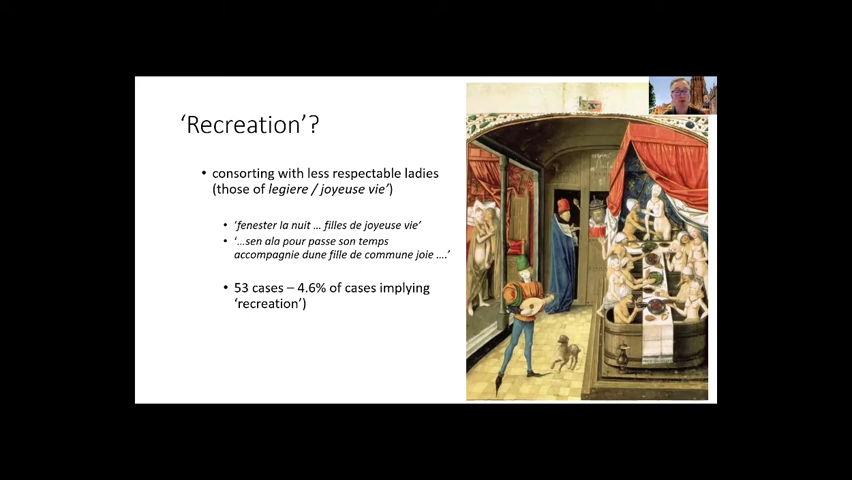 ‘Recreation’?
• consorting with less respectable ladies
(those of legiere / joyeuse vie’)
• ‘fenester la nuit … filles de joyeuse vie’
• ‘…sen ala pour passe son temps
accompagnie dune fille de commune joie ….’
• 53 cases – 4.6% of cases implying
‘recreation’)